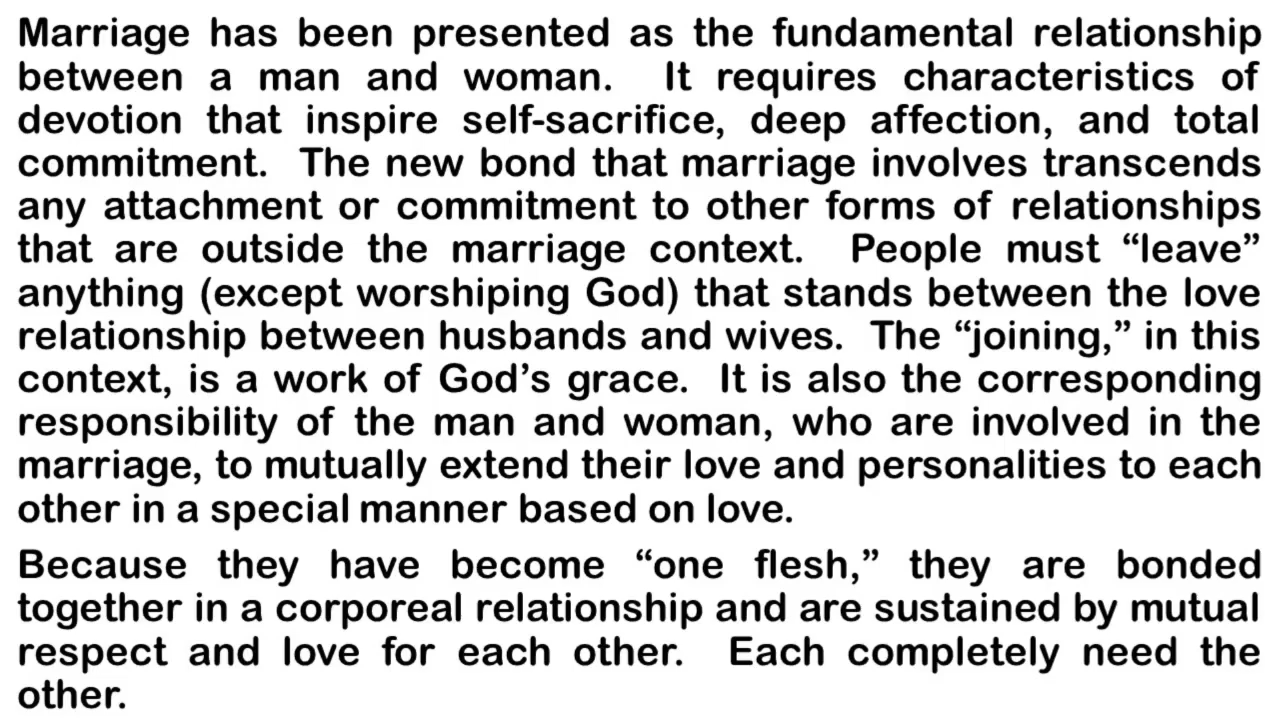 Marriage has been presented as the fundamental relationship
between a man and woman. It requires characteristics of
devotion that inspire self-sacrifice, deep affection, and total
commitment. The new bond that marriage involves transcends
any attachment or commitment to other forms of relationships
that are outside the marriage context. People must “leave”
anything (except worshiping God) that stands between the love
relationship between husbands and wives. The “joining,” in this
context, is a work of God’s grace. It is also the corresponding
responsibility of the man and woman, who are involved in the
marriage, to mutually extend their love and personalities to each
other in a special manner based on love.
Because they have become “one flesh,” they are bonded
together in a corporeal relationship and are sustained by mutual
respect and love for each other. Each completely need the
other.